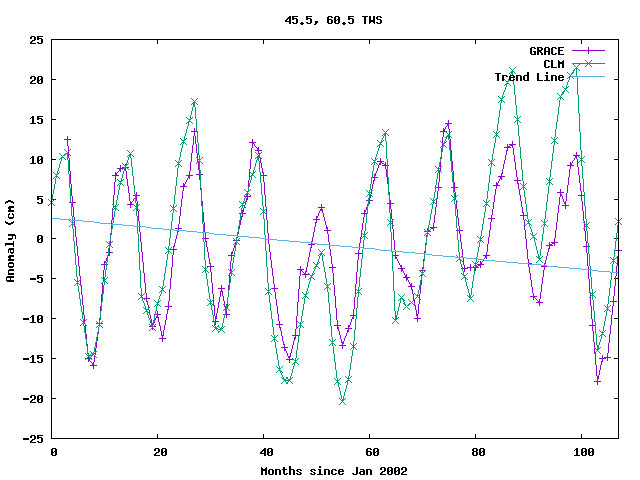 45.5, 60.5 TWS
GRACE
CLM
Trend Line
25
20
15
10
5
0
-5
-10
-15
-20
-25
Anomaly (cm)
0 20 40 60 80 100
Months since Jan 2002